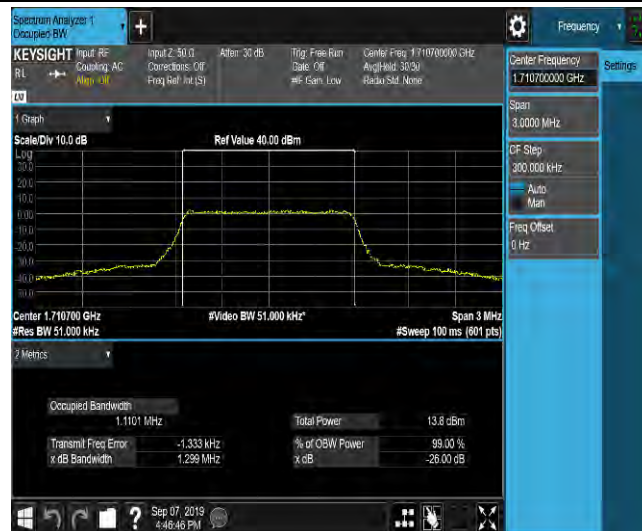 Spectrum Analyzer 1
Occupied BW
Frequency
KEYSIGHT Input: RF Input Z: 50 Ω Atten: 30 dB Trig: Free Run Center Freq: 1.710700000 GHz
RL Coupling: AC Corrections: Off Gate: Off Avg|Hold: 30/30
Align: Off Freq Ref: Int (S) #IF Gain: Low Radio Std: None
LXI
Center Frequency
1.710700000 GHz
Settings
Span
3.0000 MHz
CF Step
300.000 kHz
Auto
Man
Freq Offset
0 Hz
1 Graph
Scale/Div 10.0 dB Ref Value 40.00 dBm
Log
30.0
20.0
10.0
0.00
-10.0
-20.0
-30.0
-40.0
-50.0
Center 1.710700 GHz #Video BW 51.000 kHz* Span 3 MHz
#Res BW 51.000 kHz #Sweep 100 ms (601 pts)
2 Metrics
Occupied Bandwidth
1.1101 MHz Total Power 13.8 dBm
Transmit Freq Error -1.333 kHz % of OBW Power 99.00 %
x dB Bandwidth 1.299 MHz x dB -26.00 dB
? Sep 07, 2019
4:46:46 PM